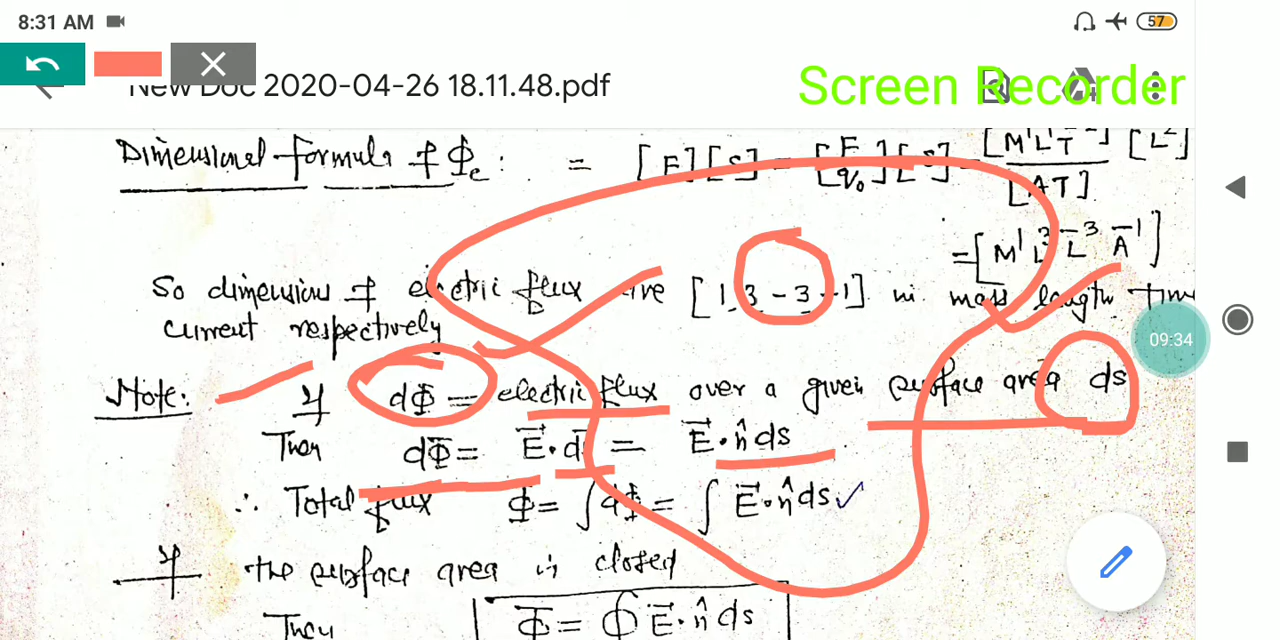 8:31 AM 57
New Doc 2020-04-26 18.11.48.pdf
Screen Recorder
Dimensional formula of Φe : = [E][S] = [F/q₀][S] = [M¹L¹T⁻²]/[AT] [L²]
= [M¹ L³ L⁻³ A⁻¹]
So dimension of electric flux are [1, 3 - 3 - 1] in mass length time
current respectively
09:34
Note: If dΦ = electric flux over a given surface area ds
Then dΦ = E⃗ · ds = E⃗ · n̂ ds
∴ Total flux Φ = ∫ dΦ = ∫ E⃗ · n̂ ds ✓
If the surface area is closed
Then Φ = ∮ E⃗ · n̂ ds